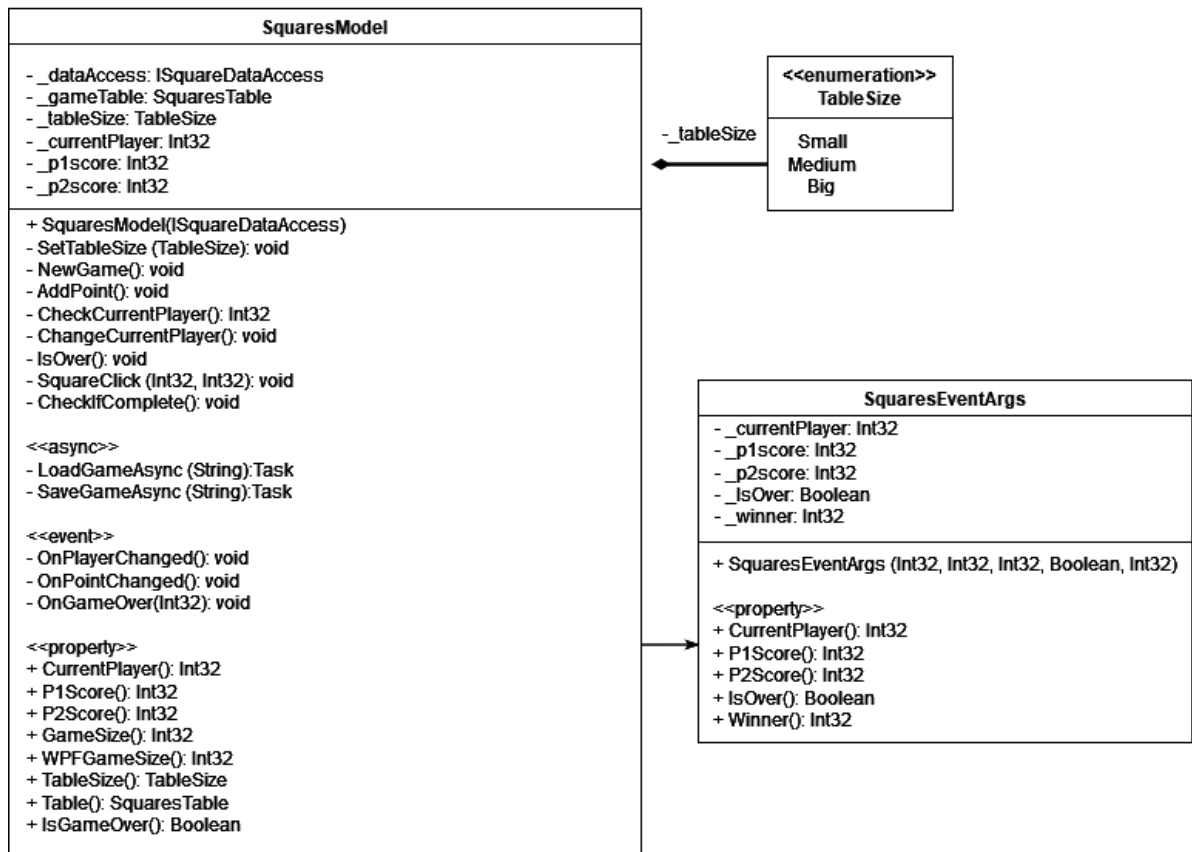 SquaresModel
- _dataAccess: ISquareDataAccess
- _gameTable: SquaresTable
- _tableSize: TableSize
- _currentPlayer: Int32
- _p1score: Int32
- _p2score: Int32
+ SquaresModel(ISquareDataAccess)
- SetTableSize (TableSize): void
- NewGame(): void
- AddPoint(): void
- CheckCurrentPlayer(): Int32
- ChangeCurrentPlayer(): void
- IsOver(): void
- SquareClick (Int32, Int32): void
- CheckIfComplete(): void
<<async>>
- LoadGameAsync (String):Task
- SaveGameAsync (String):Task
<<event>>
- OnPlayerChanged(): void
- OnPointChanged(): void
- OnGameOver(Int32): void
<<property>>
+ CurrentPlayer(): Int32
+ P1Score(): Int32
+ P2Score(): Int32
+ GameSize(): Int32
+ WPFGameSize(): Int32
+ TableSize(): TableSize
+ Table(): SquaresTable
+ IsGameOver(): Boolean
-_tableSize
<<enumeration>>
TableSize
Small
Medium
Big
SquaresEventArgs
- _currentPlayer: Int32
- _p1score: Int32
- _p2score: Int32
- _IsOver: Boolean
- _winner: Int32
+ SquaresEventArgs (Int32, Int32, Int32, Boolean, Int32)
<<property>>
+ CurrentPlayer(): Int32
+ P1Score(): Int32
+ P2Score(): Int32
+ IsOver(): Boolean
+ Winner(): Int32